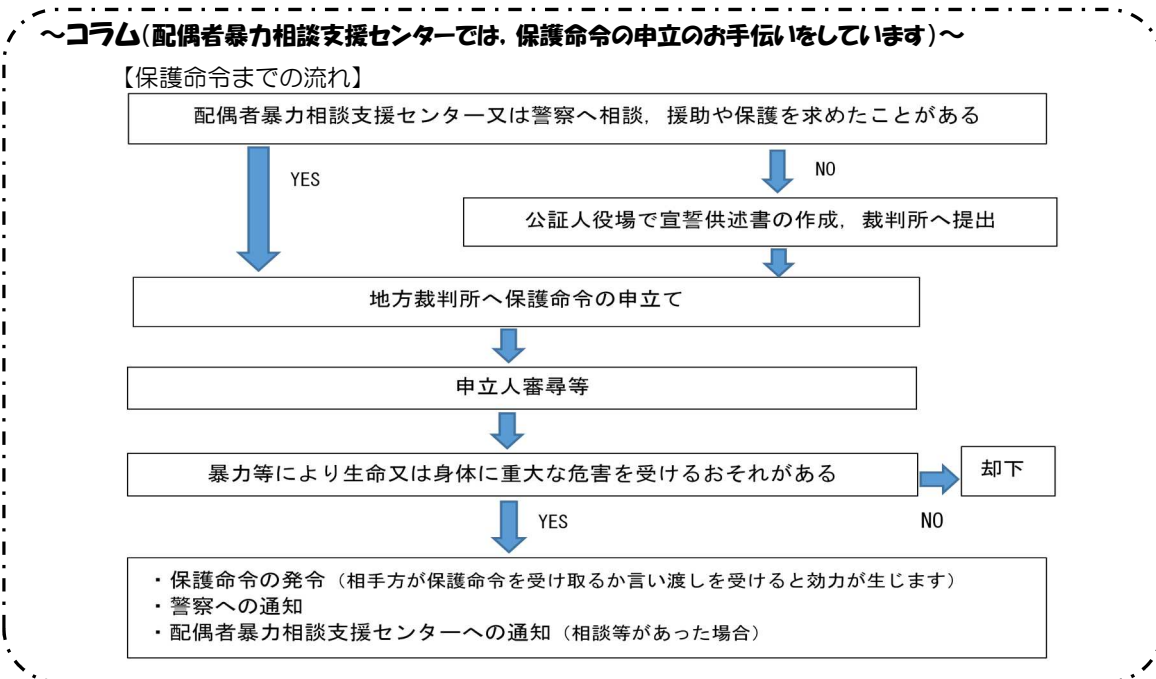 ～コラム(配偶者暴力相談支援センターでは，保護命令の申立のお手伝いをしています)～
【保護命令までの流れ】
配偶者暴力相談支援センター又は警察へ相談，援助や保護を求めたことがある
YES
NO
公証人役場で宣誓供述書の作成，裁判所へ提出
地方裁判所へ保護命令の申立て
申立人審尋等
暴力等により生命又は身体に重大な危害を受けるおそれがある
却下
YES
NO
・保護命令の発令（相手方が保護命令を受け取るか言い渡しを受けると効力が生じます）
・警察への通知
・配偶者暴力相談支援センターへの通知（相談等があった場合）